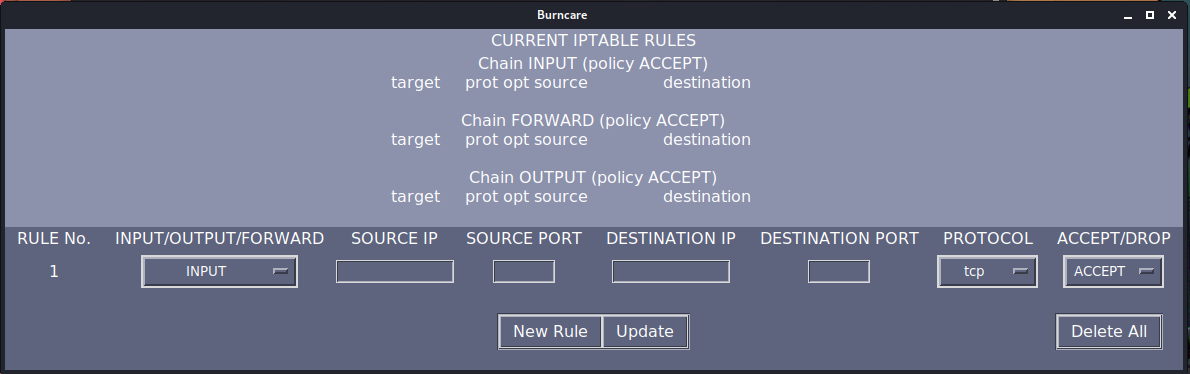 Burncare
CURRENT IPTABLE RULES
Chain INPUT (policy ACCEPT)
target prot opt source destination
Chain FORWARD (policy ACCEPT)
target prot opt source destination
Chain OUTPUT (policy ACCEPT)
target prot opt source destination
RULE No. INPUT/OUTPUT/FORWARD SOURCE IP SOURCE PORT DESTINATION IP DESTINATION PORT PROTOCOL ACCEPT/DROP
1 INPUT tcp ACCEPT
New Rule Update Delete All